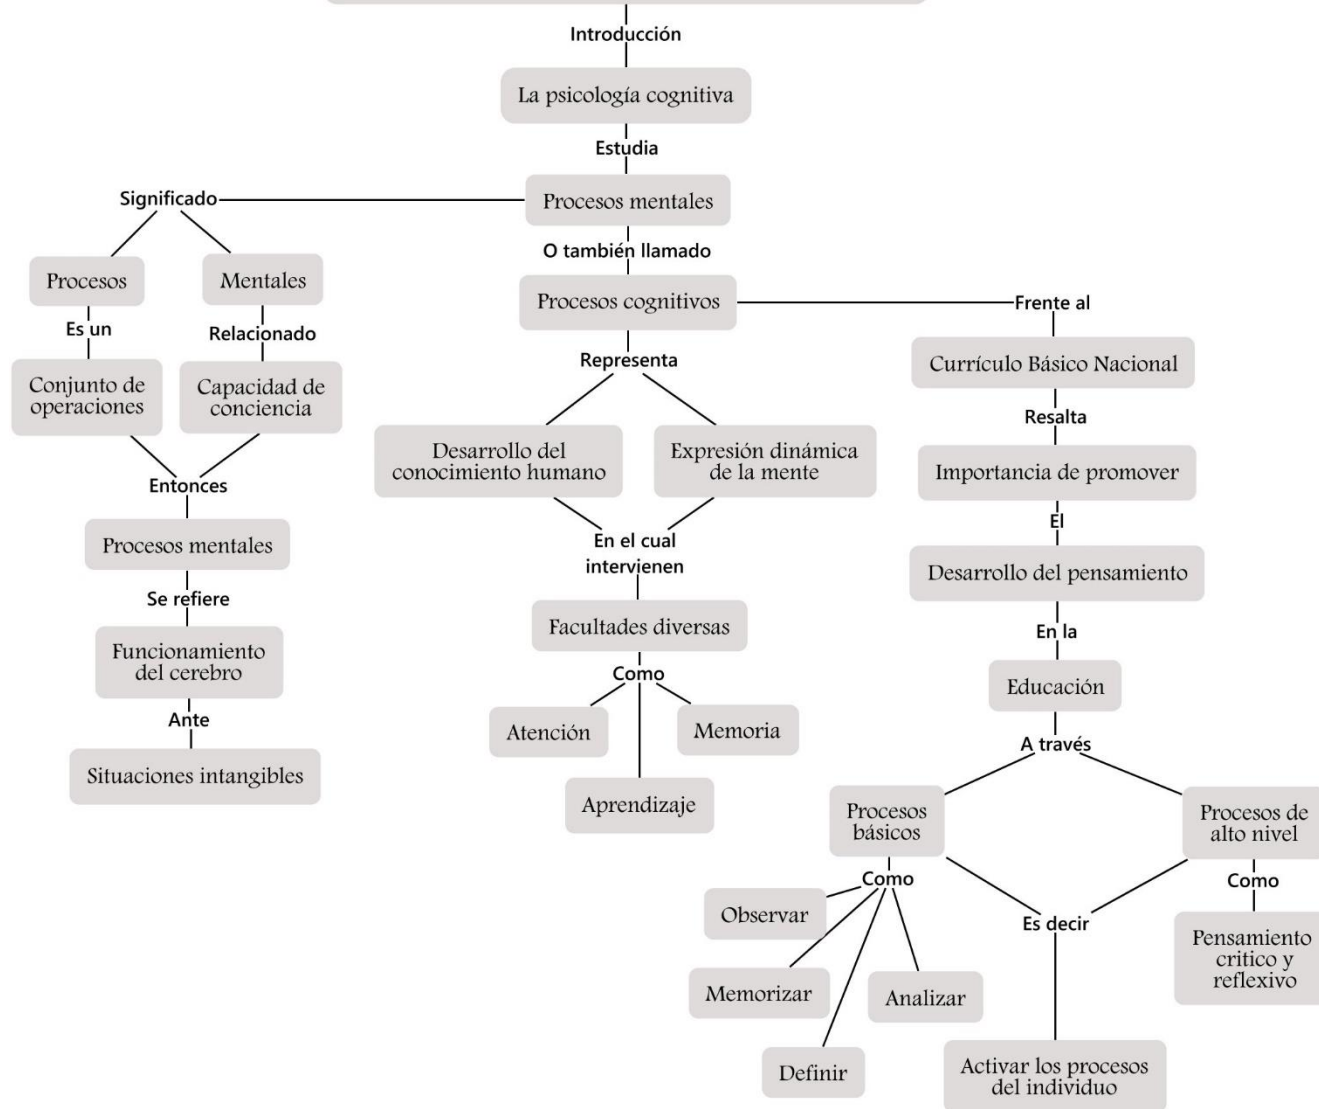 Introducción
La psicología cognitiva
Estudia
Procesos mentales
Significado
Procesos
Mentales
Es un
Relacionado
Conjunto de
operaciones
Capacidad de
conciencia
Entonces
Procesos mentales
Se refiere
Funcionamiento
del cerebro
Ante
Situaciones intangibles
O también llamado
Procesos cognitivos
Representa
Desarrollo del
conocimiento humano
Expresión dinámica
de la mente
En el cual
intervienen
Facultades diversas
Como
Atención
Memoria
Aprendizaje
Frente al
Currículo Básico Nacional
Resalta
Importancia de promover
El
Desarrollo del pensamiento
En la
Educación
A través
Procesos
básicos
Procesos de
alto nivel
Como
Observar
Memorizar
Definir
Analizar
Es decir
Activar los procesos
del individuo
Como
Pensamiento
critico y
reflexivo